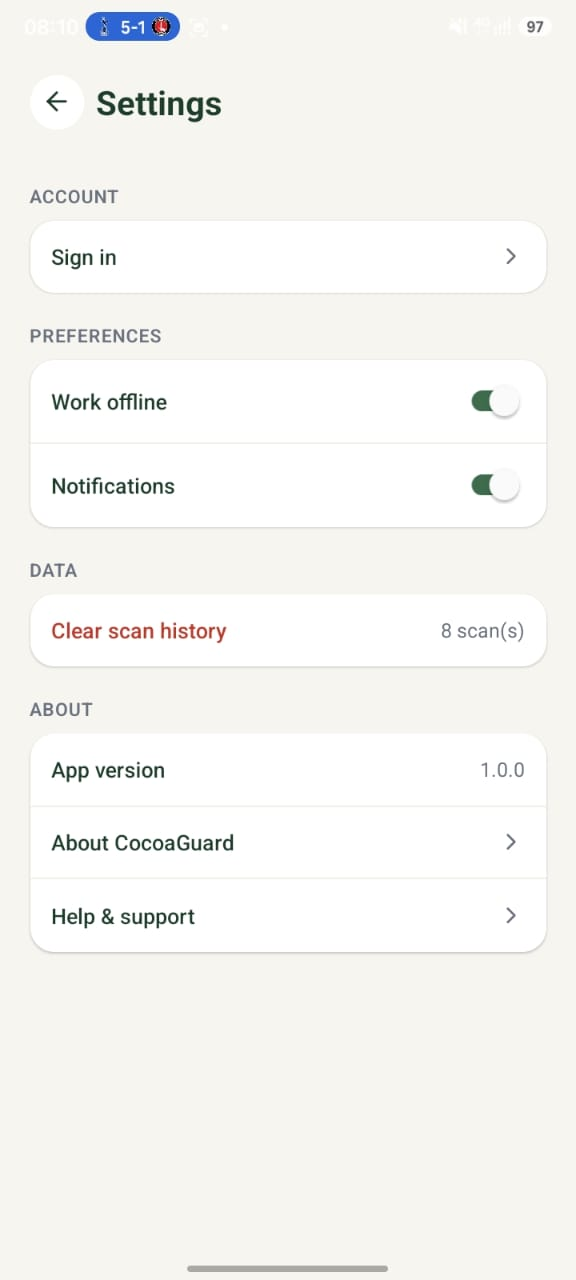 08:10 5-1 97
Settings
ACCOUNT
Sign in
PREFERENCES
Work offline
Notifications
DATA
Clear scan history 8 scan(s)
ABOUT
App version 1.0.0
About CocoaGuard
Help & support